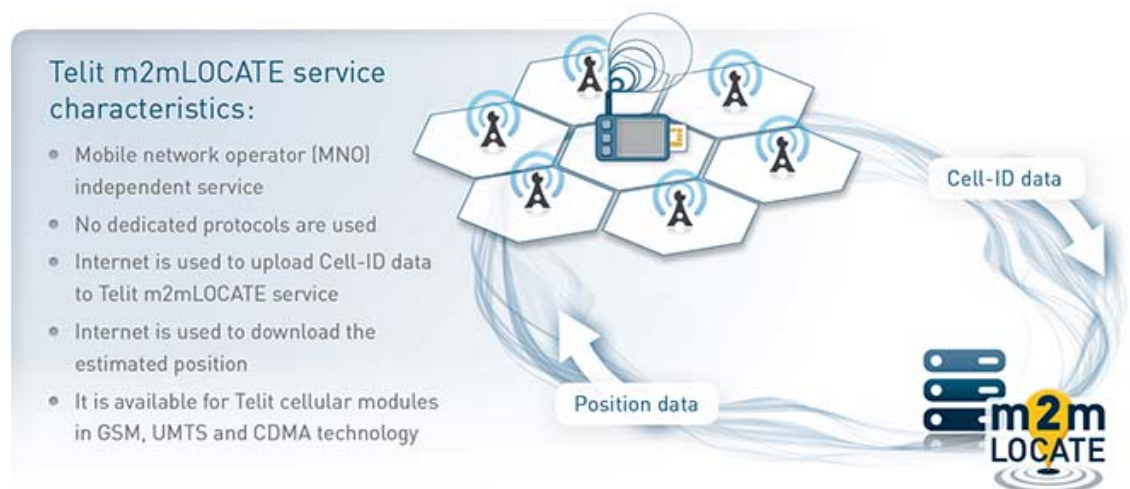 Telit m2mLOCATE service
characteristics:
Mobile network operator (MNO)
independent service
No dedicated protocols are used
Internet is used to upload Cell-ID data
to Telit m2mLOCATE service
Internet is used to download the
estimated position
It is available for Telit cellular modules
in GSM, UMTS and CDMA technology
Cell-ID data
Position data
m2m
LOCATE